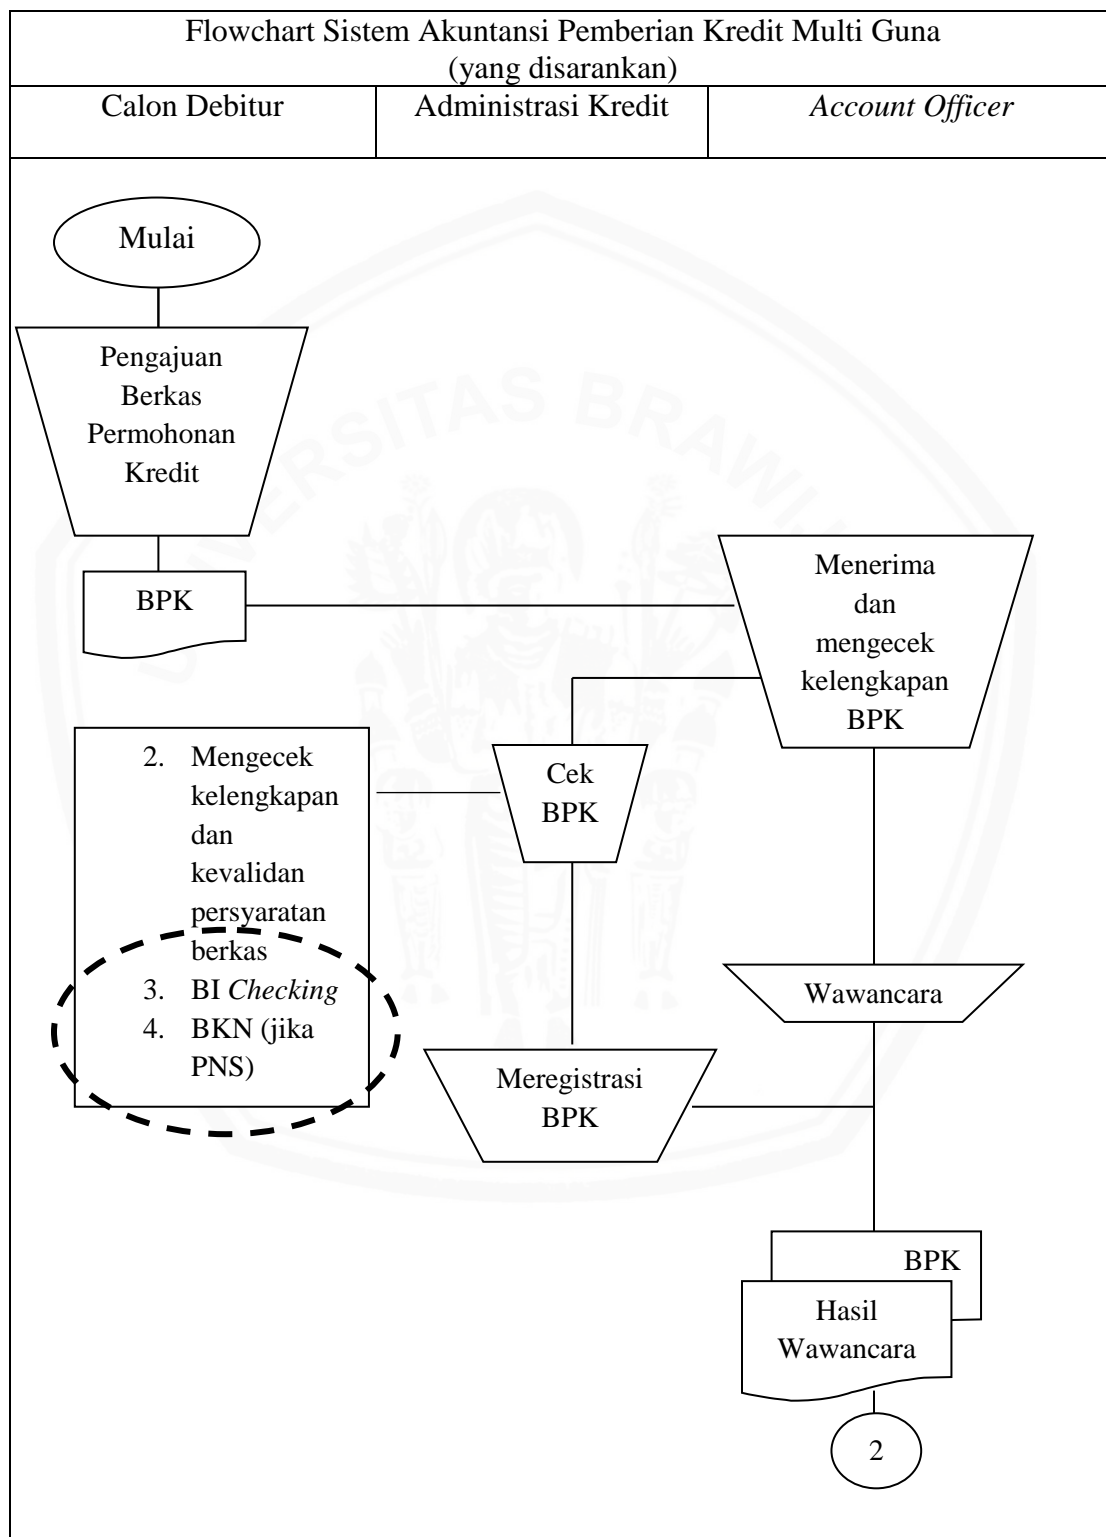 Flowchart Sistem Akuntansi Pemberian Kredit Multi Guna
(yang disarankan)
Calon Debitur
Administrasi Kredit
Account Officer
Mulai
Pengajuan
Berkas
Permohonan
Kredit
BPK
Menerima
dan
mengecek
kelengkapan
BPK
Cek
BPK
2. Mengecek
kelengkapan
dan
kevalidan
persyaratan
berkas
3. BI Checking
4. BKN (jika
PNS)
Wawancara
Meregistrasi
BPK
BPK
Hasil
Wawancara
2
UNIVERSITAS BRAWIJ